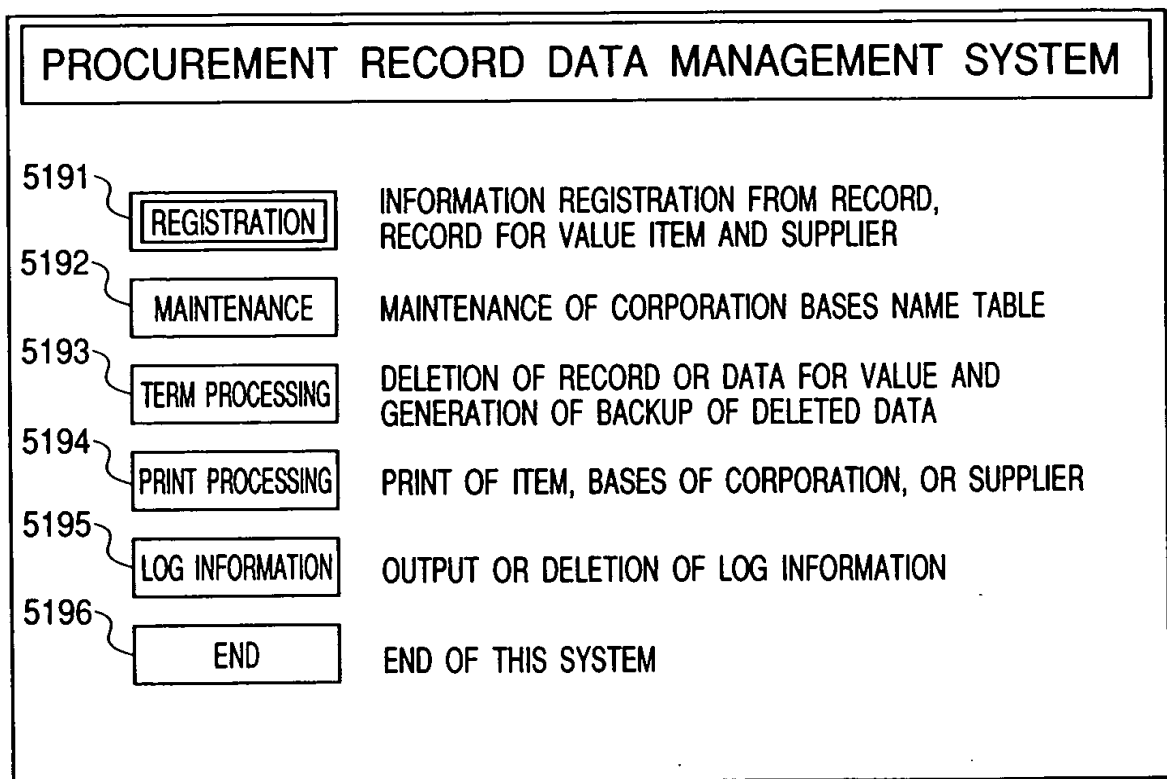 PROCUREMENT RECORD DATA MANAGEMENT SYSTEM
5191
REGISTRATION
INFORMATION REGISTRATION FROM RECORD,
RECORD FOR VALUE ITEM AND SUPPLIER
5192
MAINTENANCE
MAINTENANCE OF CORPORATION BASES NAME TABLE
5193
TERM PROCESSING
DELETION OF RECORD OR DATA FOR VALUE AND
GENERATION OF BACKUP OF DELETED DATA
5194
PRINT PROCESSING
PRINT OF ITEM, BASES OF CORPORATION, OR SUPPLIER
5195
LOG INFORMATION
OUTPUT OR DELETION OF LOG INFORMATION
5196
END
END OF THIS SYSTEM